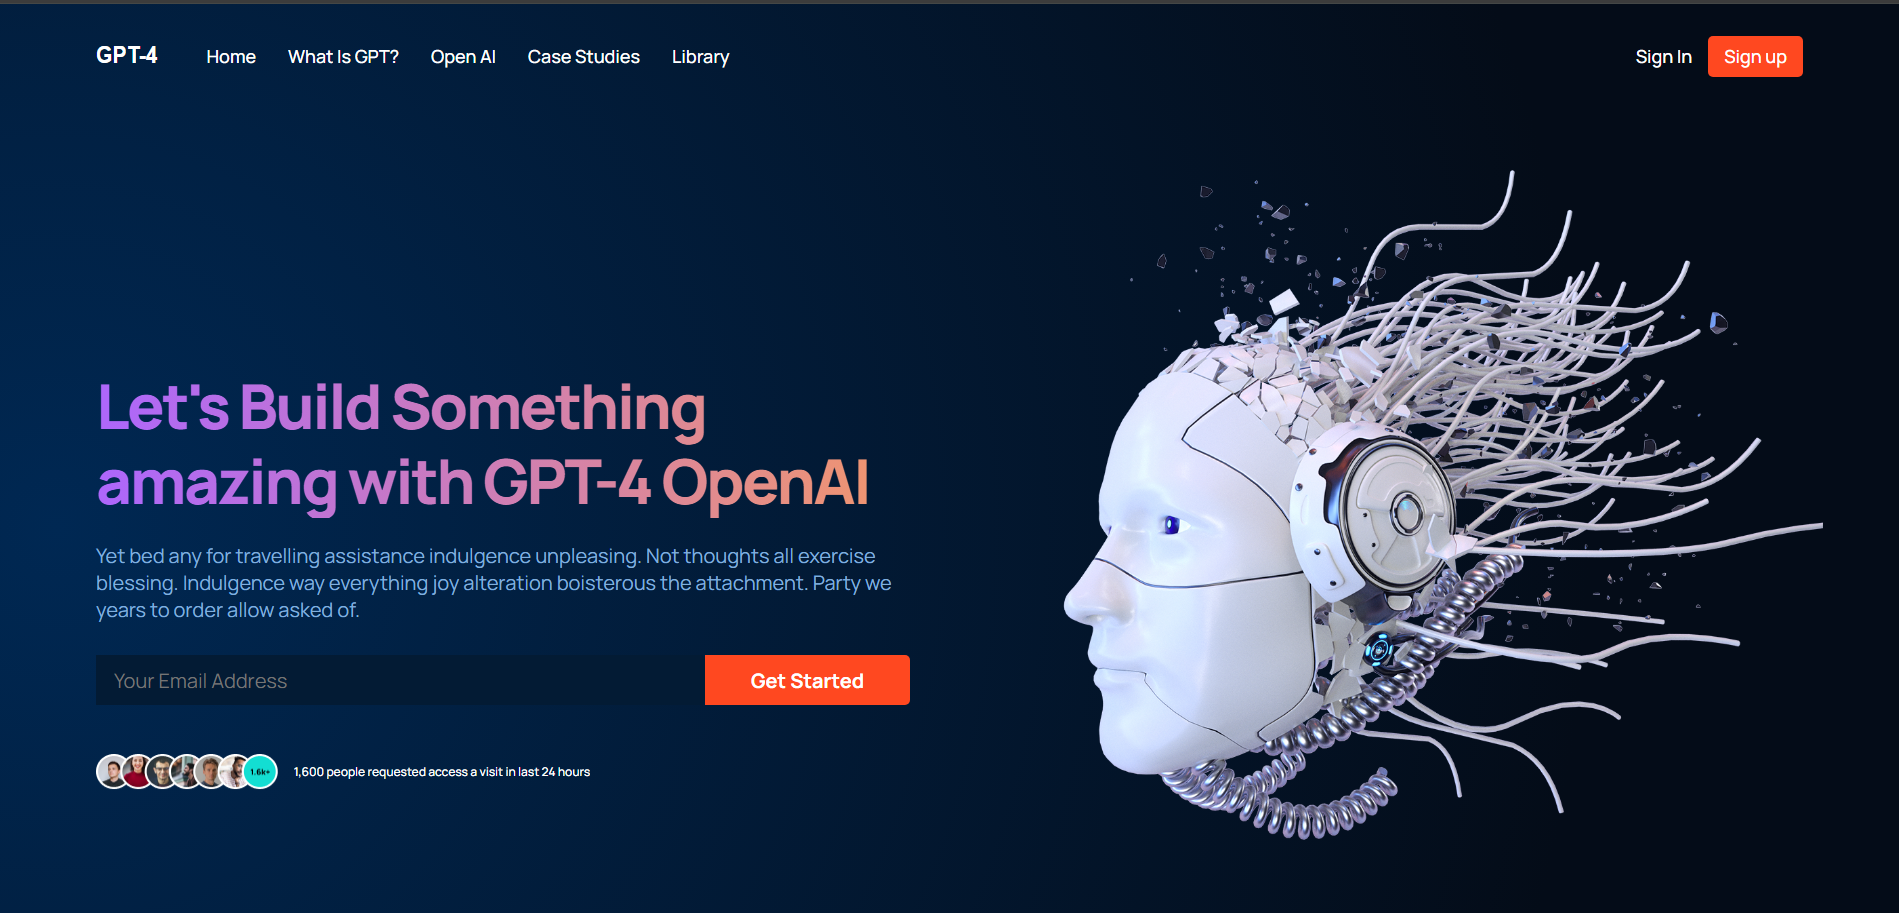 GPT-4 Home What Is GPT? Open AI Case Studies Library Sign In Sign up
Let's Build Something
amazing with GPT-4 OpenAI
Yet bed any for travelling assistance indulgence unpleasing. Not thoughts all exercise
blessing. Indulgence way everything joy alteration boisterous the attachment. Party we
years to order allow asked of.
Your Email Address Get Started
1.6k+ 1,600 people requested access a visit in last 24 hours